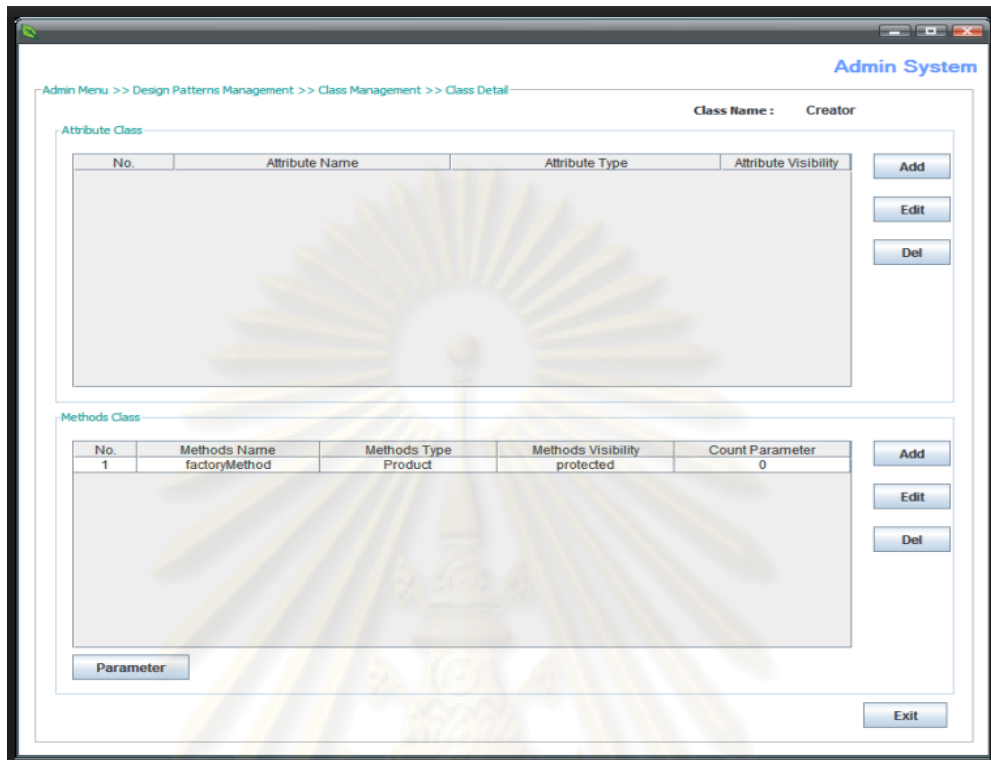 Admin System
Admin Menu >> Design Patterns Management >> Class Management >> Class Detail
Class Name : Creator
Attribute Class
No. Attribute Name Attribute Type Attribute Visibility
Add
Edit
Del
Methods Class
No. Methods Name Methods Type Methods Visibility Count Parameter
1 factoryMethod Product protected 0
Add
Edit
Del
Parameter
Exit